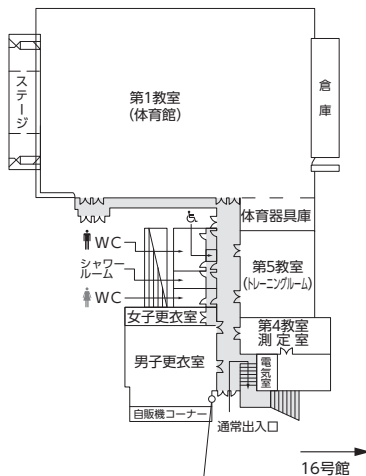 ステージ
第1教室
(体育館)
倉庫
体育器具庫
WC
シャワー
ルーム
WC
第5教室
(トレーニングルーム)
女子更衣室
第4教室
測定室
男子更衣室
電気室
自販機コーナー
通常出入口
16号館